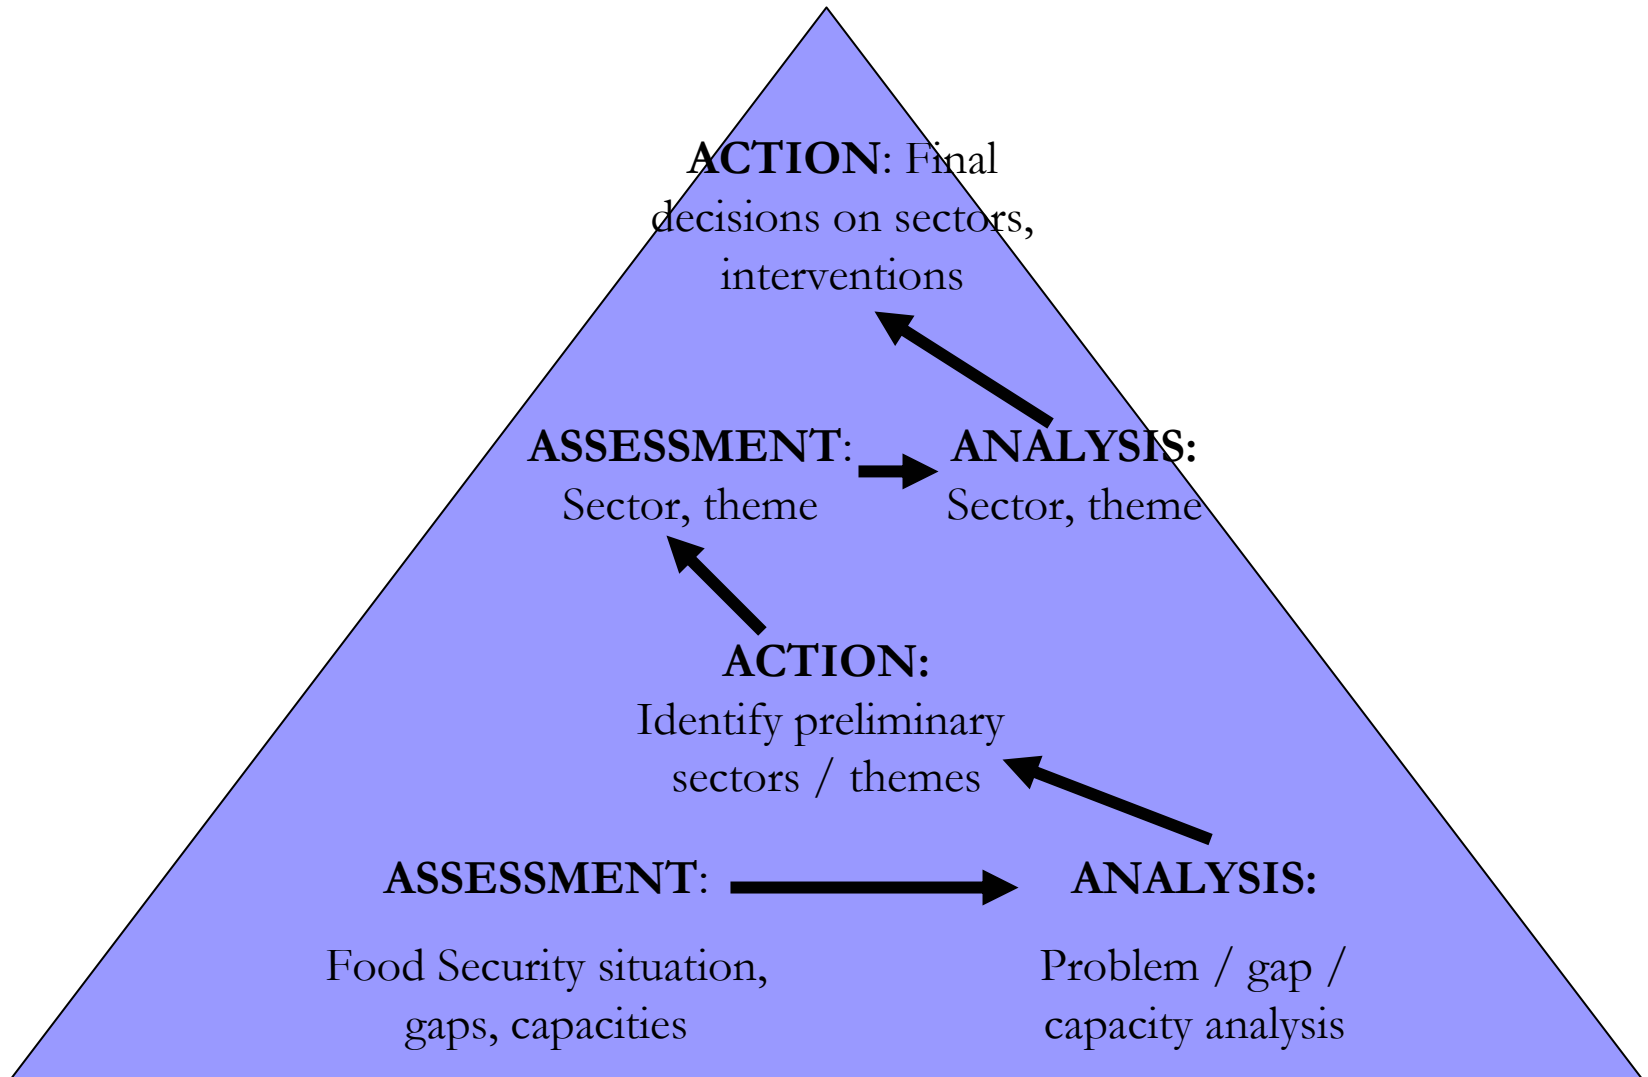 ACTION: Final
decisions on sectors,
interventions
ASSESSMENT:
Sector, theme
ANALYSIS:
Sector, theme
ACTION:
Identify preliminary
sectors / themes
ASSESSMENT:
Food Security situation,
gaps, capacities
ANALYSIS:
Problem / gap /
capacity analysis